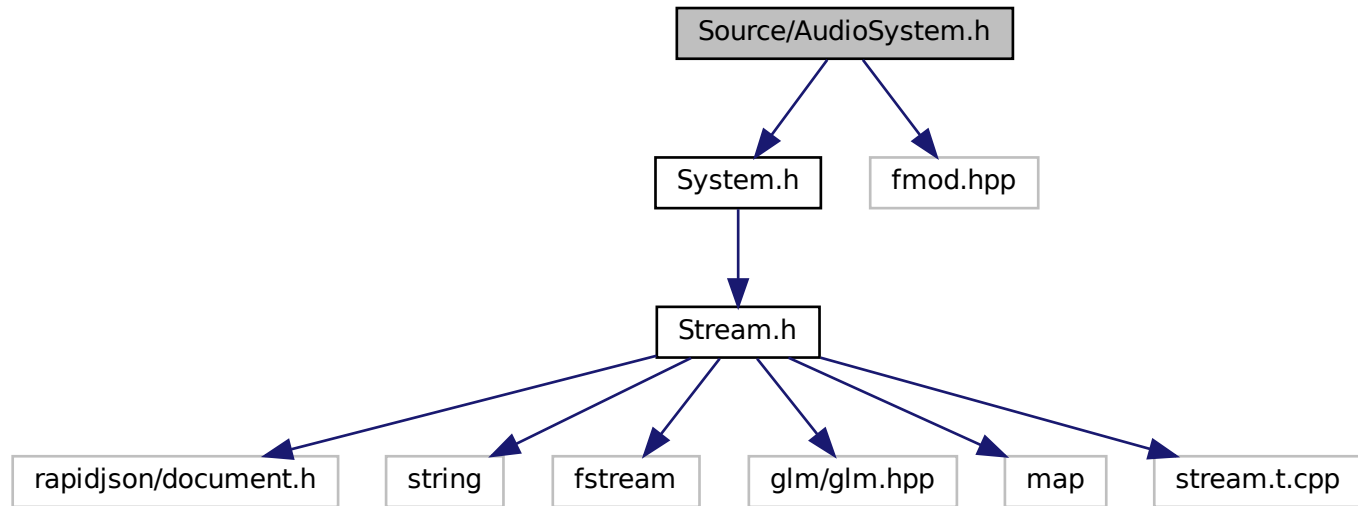 Source/AudioSystem.h
System.h
fmod.hpp
Stream.h
rapidjson/document.h
string
fstream
glm/glm.hpp
map
stream.t.cpp